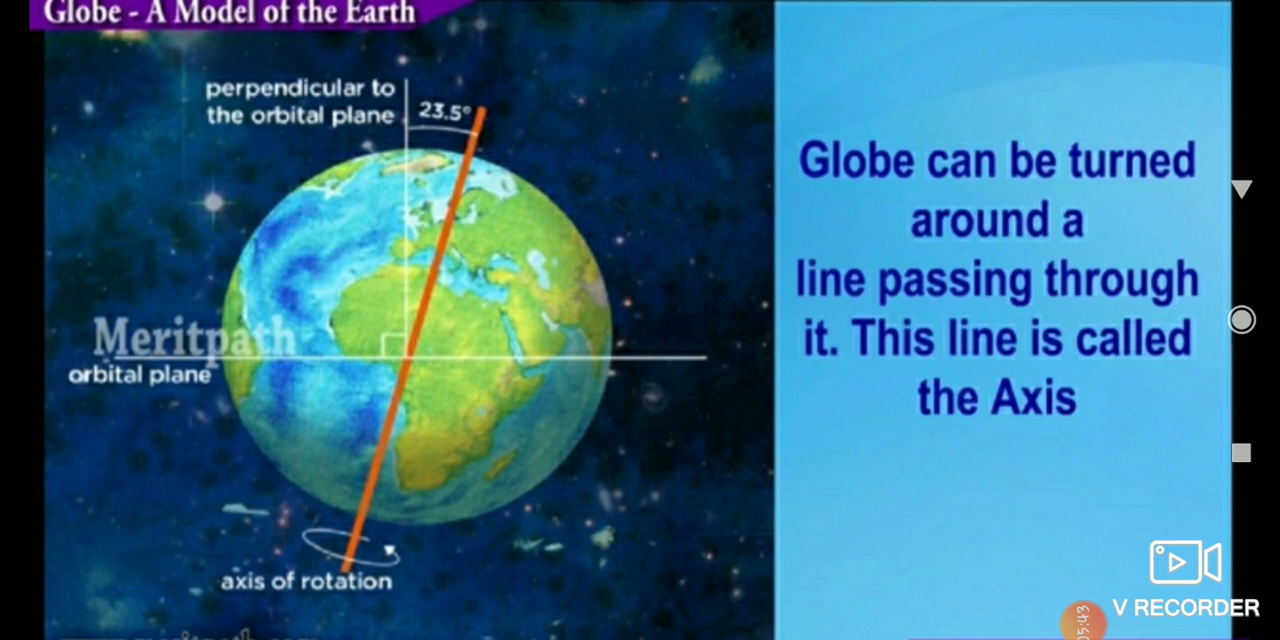 Globe - A Model of the Earth
perpendicular to
the orbital plane
23.5°
Meritpath
orbital plane
axis of rotation
Globe can be turned
around a
line passing through
it. This line is called
the Axis
V RECORDER
05:43